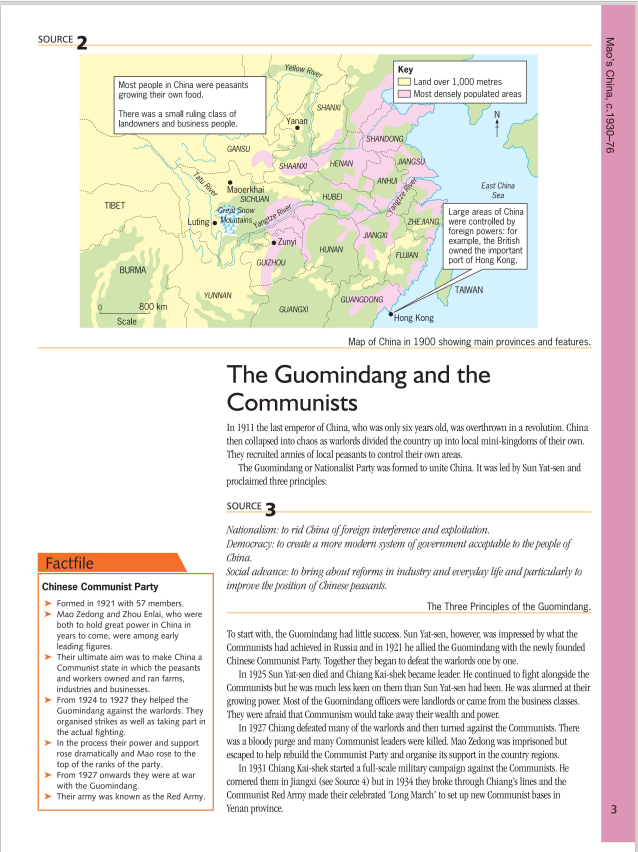 SOURCE 2
Most people in China were peasants
growing their own food.
There was a small ruling class of
landowners and business people.
Key
Land over 1,000 metres
Most densely populated areas
N
Yellow River
SHANXI
Yanan
SHANDONG
GANSU
SHAANXI
HENAN
JIANGSU
Tatu River
ANHUI
Maoerkhai
SICHUAN
HUBEI
Yangtze River
East China
Sea
TIBET
Great Snow
Mountains
Yangtze River
Luting
ZHEJIANG
Large areas of China
were controlled by
foreign powers: for
example, the British
owned the important
port of Hong Kong.
JIANGXI
Zunyi
HUNAN
FUJIAN
GUIZHOU
BURMA
TAIWAN
YUNNAN
GUANGDONG
GUANGXI
0 800 km
Scale
Hong Kong
Map of China in 1900 showing main provinces and features.
The Guomindang and the
Communists
In 1911 the last emperor of China, who was only six years old, was overthrown in a revolution. China
then collapsed into chaos as warlords divided the country up into local mini-kingdoms of their own.
They recruited armies of local peasants to control their own areas.
The Guomindang or Nationalist Party was formed to unite China. It was led by Sun Yat-sen and
proclaimed three principles:
SOURCE 3
Nationalism: to rid China of foreign interference and exploitation.
Democracy: to create a more modern system of government acceptable to the people of
China.
Social advance: to bring about reforms in industry and everyday life and particularly to
improve the position of Chinese peasants.
The Three Principles of the Guomindang.
To start with, the Guomindang had little success. Sun Yat-sen, however, was impressed by what the
Communists had achieved in Russia and in 1921 he allied the Guomindang with the newly founded
Chinese Communist Party. Together they began to defeat the warlords one by one.
In 1925 Sun Yat-sen died and Chiang Kai-shek became leader. He continued to fight alongside the
Communists but he was much less keen on them than Sun Yat-sen had been. He was alarmed at their
growing power. Most of the Guomindang officers were landlords or came from the business classes.
They were afraid that Communism would take away their wealth and power.
In 1927 Chiang defeated many of the warlords and then turned against the Communists. There
was a bloody purge and many Communist leaders were killed. Mao Zedong was imprisoned but
escaped to help rebuild the Communist Party and organise its support in the country regions.
In 1931 Chiang Kai-shek started a full-scale military campaign against the Communists. He
cornered them in Jiangxi (see Source 4) but in 1934 they broke through Chiang's lines and the
Communist Red Army made their celebrated 'Long March' to set up new Communist bases in
Yenan province.
Factfile
Chinese Communist Party
➤ Formed in 1921 with 57 members.
➤ Mao Zedong and Zhou Enlai, who were
both to hold great power in China in
years to come, were among early
leading figures.
➤ Their ultimate aim was to make China a
Communist state in which the peasants
and workers owned and ran farms,
industries and businesses.
➤ From 1924 to 1927 they helped the
Guomindang against the warlords. They
organised strikes as well as taking part in
the actual fighting.
➤ In the process their power and support
rose dramatically and Mao rose to the
top of the ranks of the party.
➤ From 1927 onwards they were at war
with the Guomindang.
➤ Their army was known as the Red Army.
Mao's China, c.1930–76
3